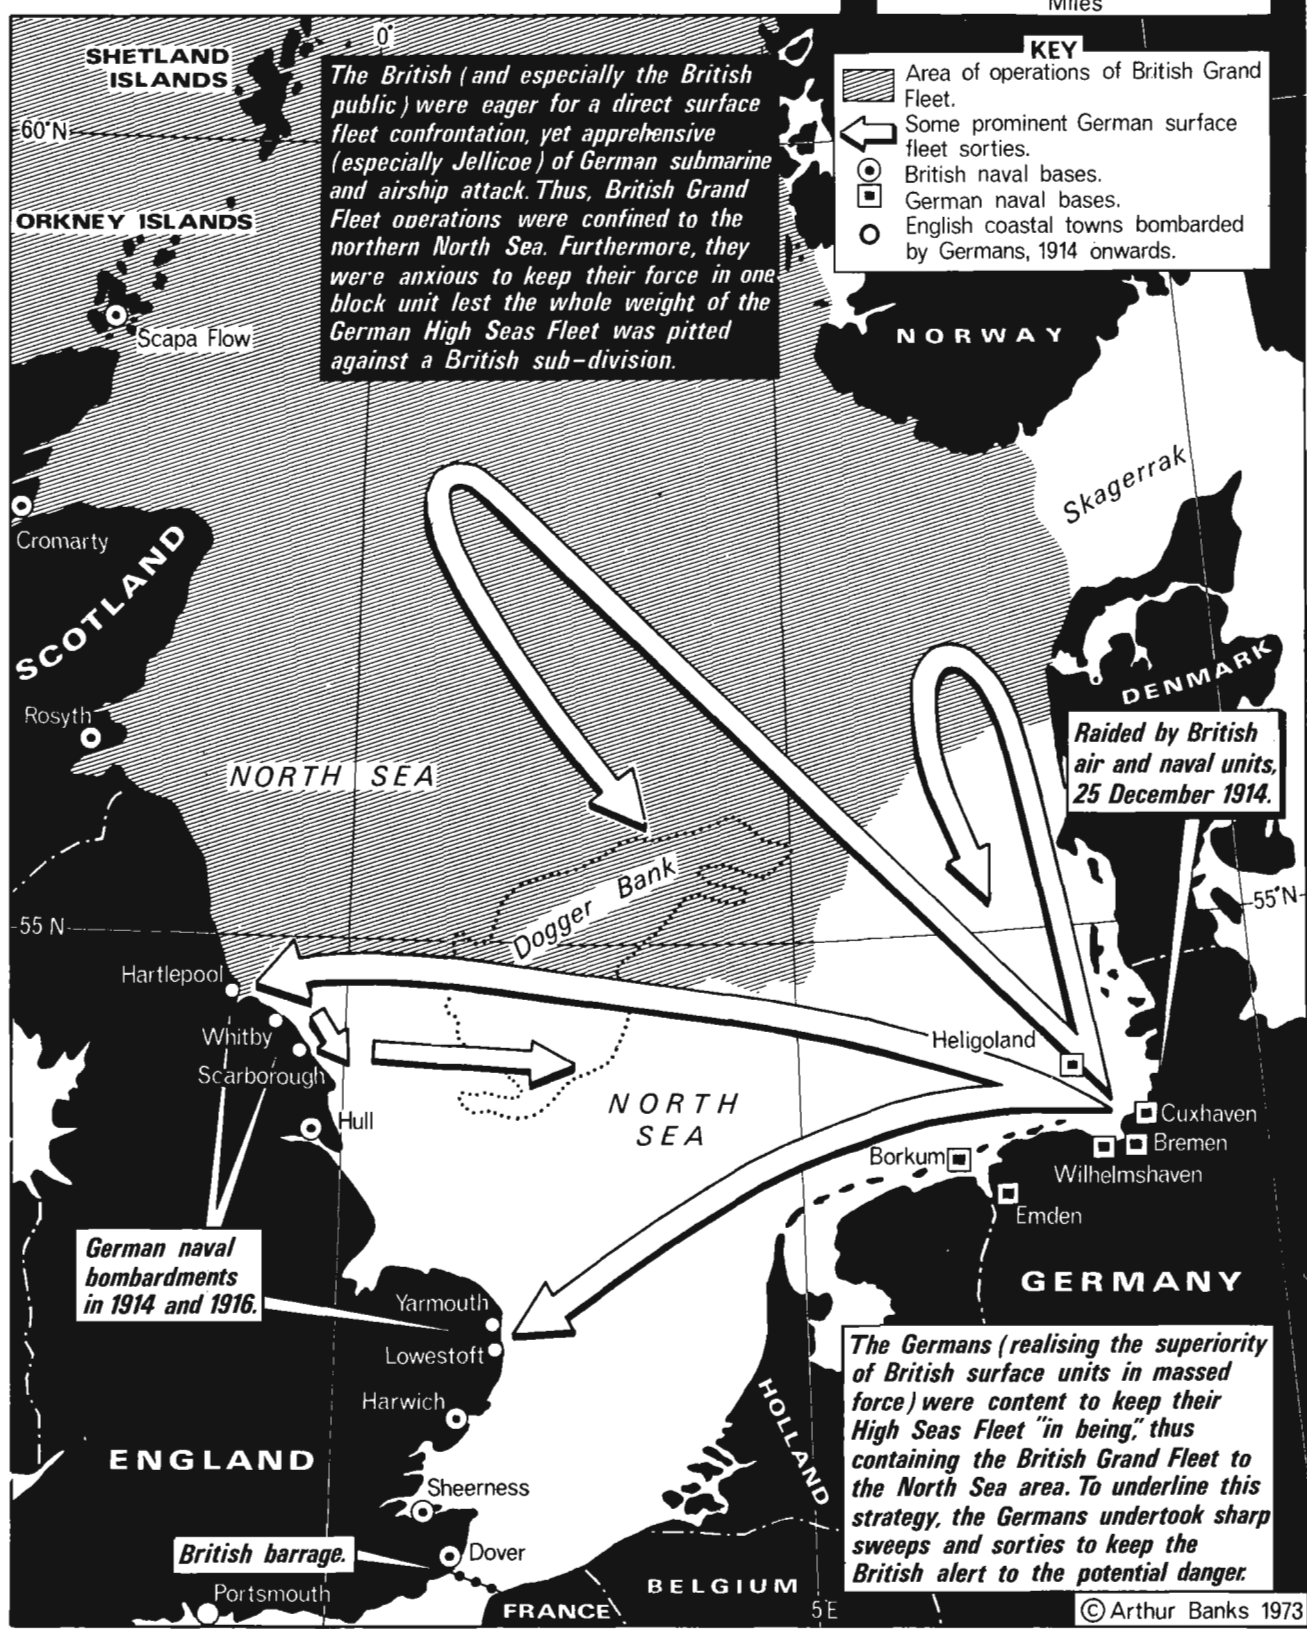 Miles
KEY
Area of operations of British Grand
Fleet.
Some prominent German surface
fleet sorties.
British naval bases.
German naval bases.
English coastal towns bombarded
by Germans, 1914 onwards.
SHETLAND
ISLANDS
0°
60°N
The British (and especially the British
public) were eager for a direct surface
fleet confrontation, yet apprehensive
(especially Jellicoe) of German submarine
and airship attack. Thus, British Grand
Fleet operations were confined to the
northern North Sea. Furthermore, they
were anxious to keep their force in one
block unit lest the whole weight of the
German High Seas Fleet was pitted
against a British sub-division.
ORKNEY ISLANDS
Scapa Flow
NORWAY
Skagerrak
Cromarty
SCOTLAND
DENMARK
Rosyth
NORTH SEA
Raided by British
air and naval units,
25 December 1914.
Dogger Bank
55 N
55°N
Hartlepool
Whitby
Scarborough
Heligoland
Hull
NORTH
SEA
Cuxhaven
Bremen
Borkum
Wilhelmshaven
Emden
German naval
bombardments
in 1914 and 1916.
GERMANY
Yarmouth
Lowestoft
Harwich
HOLLAND
The Germans (realising the superiority
of British surface units in massed
force) were content to keep their
High Seas Fleet "in being," thus
containing the British Grand Fleet to
the North Sea area. To underline this
strategy, the Germans undertook sharp
sweeps and sorties to keep the
British alert to the potential danger.
ENGLAND
Sheerness
British barrage.
Dover
Portsmouth
BELGIUM
FRANCE
5°E
© Arthur Banks 1973